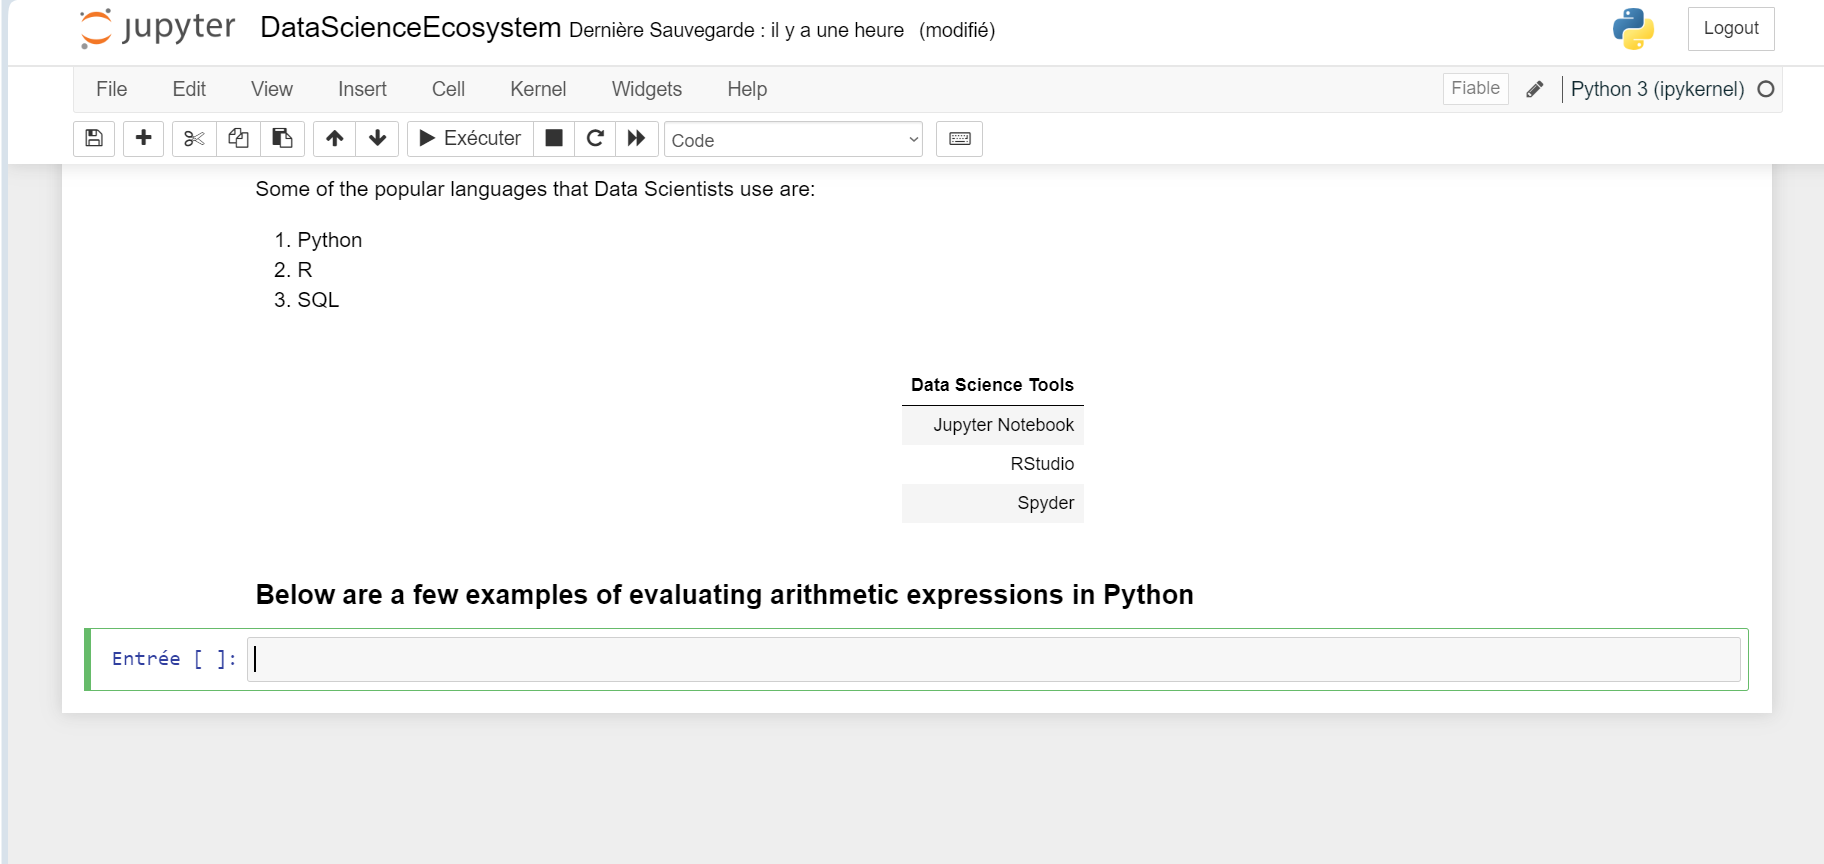 jupyter DataScienceEcosystem Dernière Sauvegarde : il y a une heure (modifié)
Logout
File Edit View Insert Cell Kernel Widgets Help
Fiable Python 3 (ipykernel)
Exécuter Code
Some of the popular languages that Data Scientists use are:
1. Python
2. R
3. SQL
Data Science Tools
Jupyter Notebook
RStudio
Spyder
Below are a few examples of evaluating arithmetic expressions in Python
Entrée [ ]: